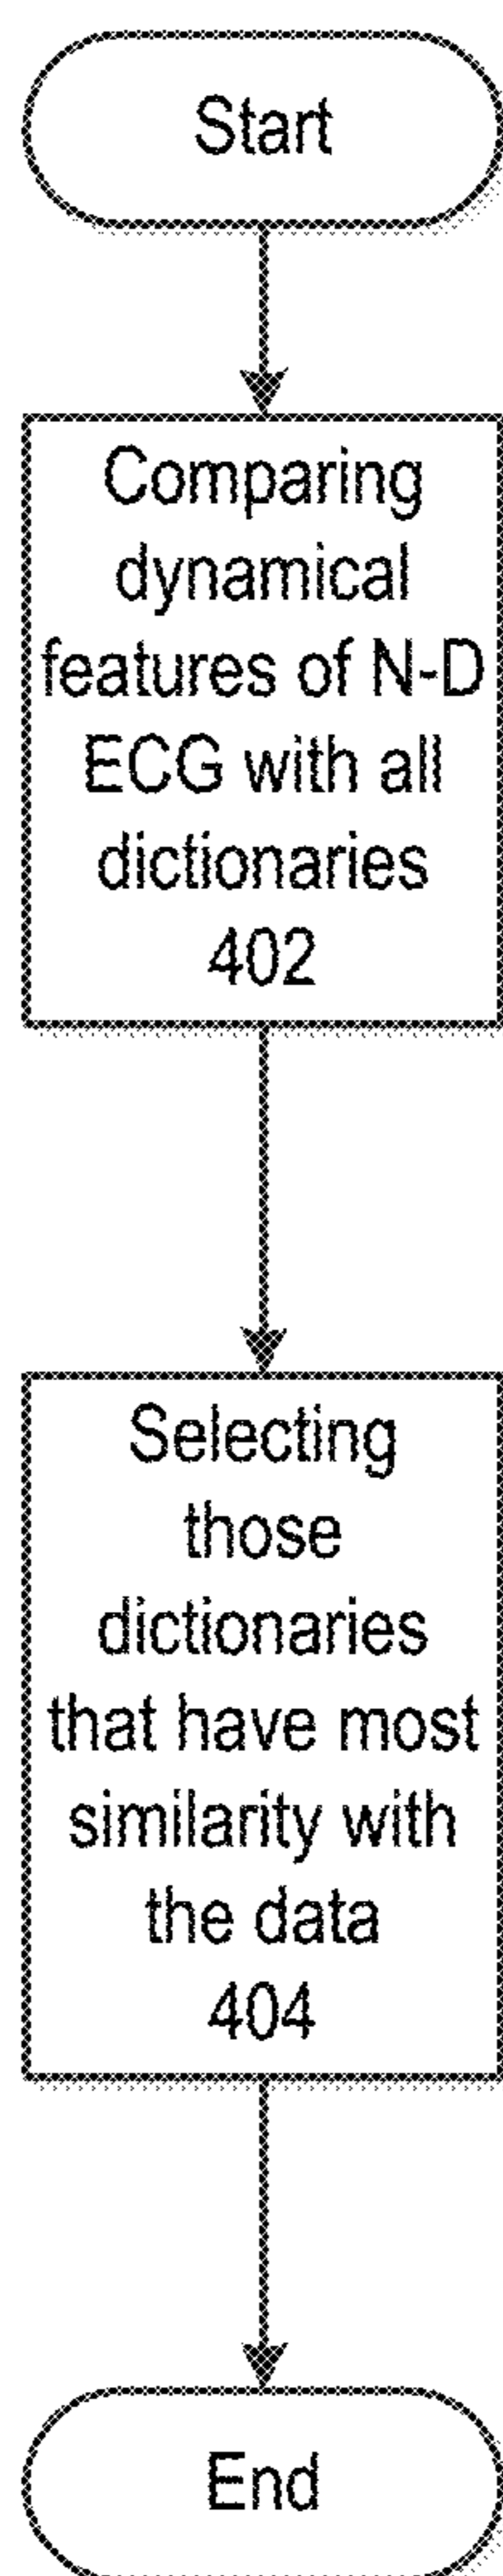 Start
Comparing
dynamical
features of N-D
ECG with all
dictionaries
402
Selecting
those
dictionaries
that have most
similarity with
the data
404
End